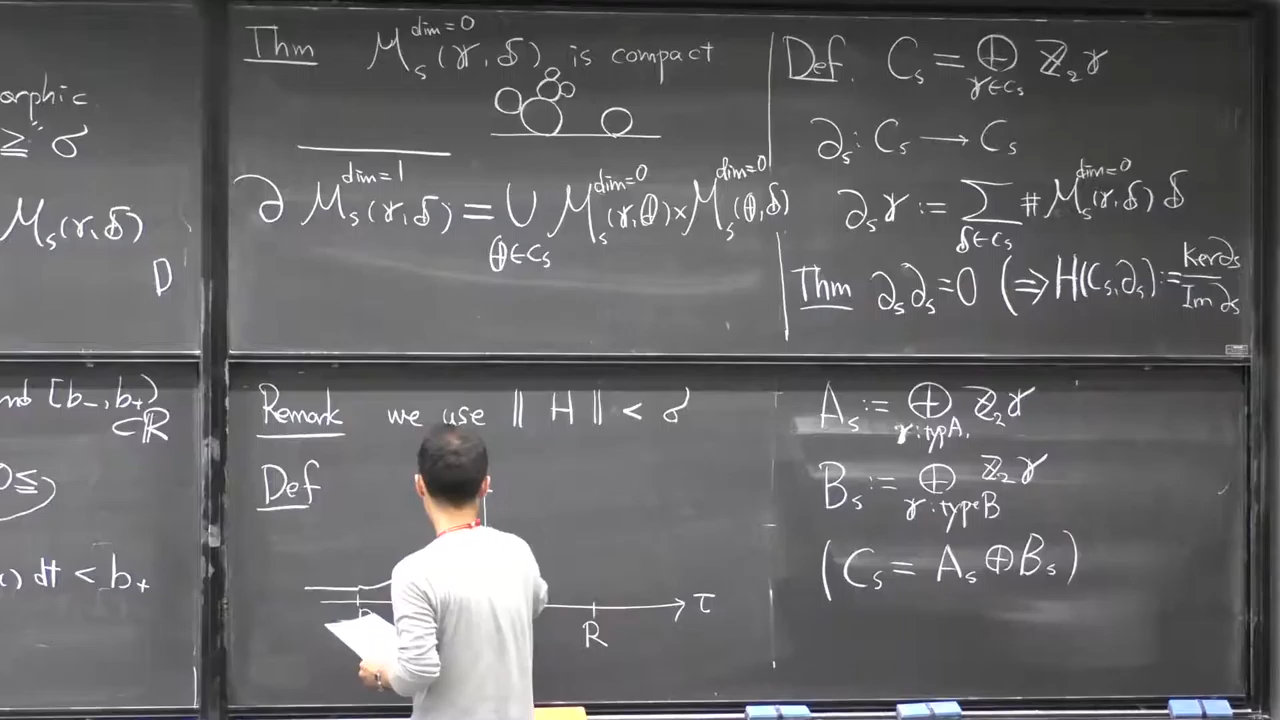 orphic
≧ σ
M_s(γ,δ)
D
Thm M_s^{dim=0}(γ,δ) is compact
∂ M_s^{dim=1}(γ,δ) = ∪_{θ∈C_s} M_s^{dim=0}(γ,θ) × M_s^{dim=0}(θ,δ)
Def. C_s = ⊕_{γ∈C_s} ℤ_2 γ
∂_s: C_s → C_s
∂_s γ := Σ_{δ∈C_s} # M_s^{dim=0}(γ,δ) δ
Thm ∂_s ∂_s = 0 (⇒ H(C_s, ∂_s) := Ker ∂_s / Im ∂_s
nd [b_-, b_+)
⊂ ℝ
0 ≦
) dt < b_+
Remark we use ‖ H ‖ < σ
Def
τ
R
A_s := ⊕_{γ: typA,} ℤ_2 γ
B_s := ⊕_{γ: type B} ℤ_2 γ
(C_s = A_s ⊕ B_s)